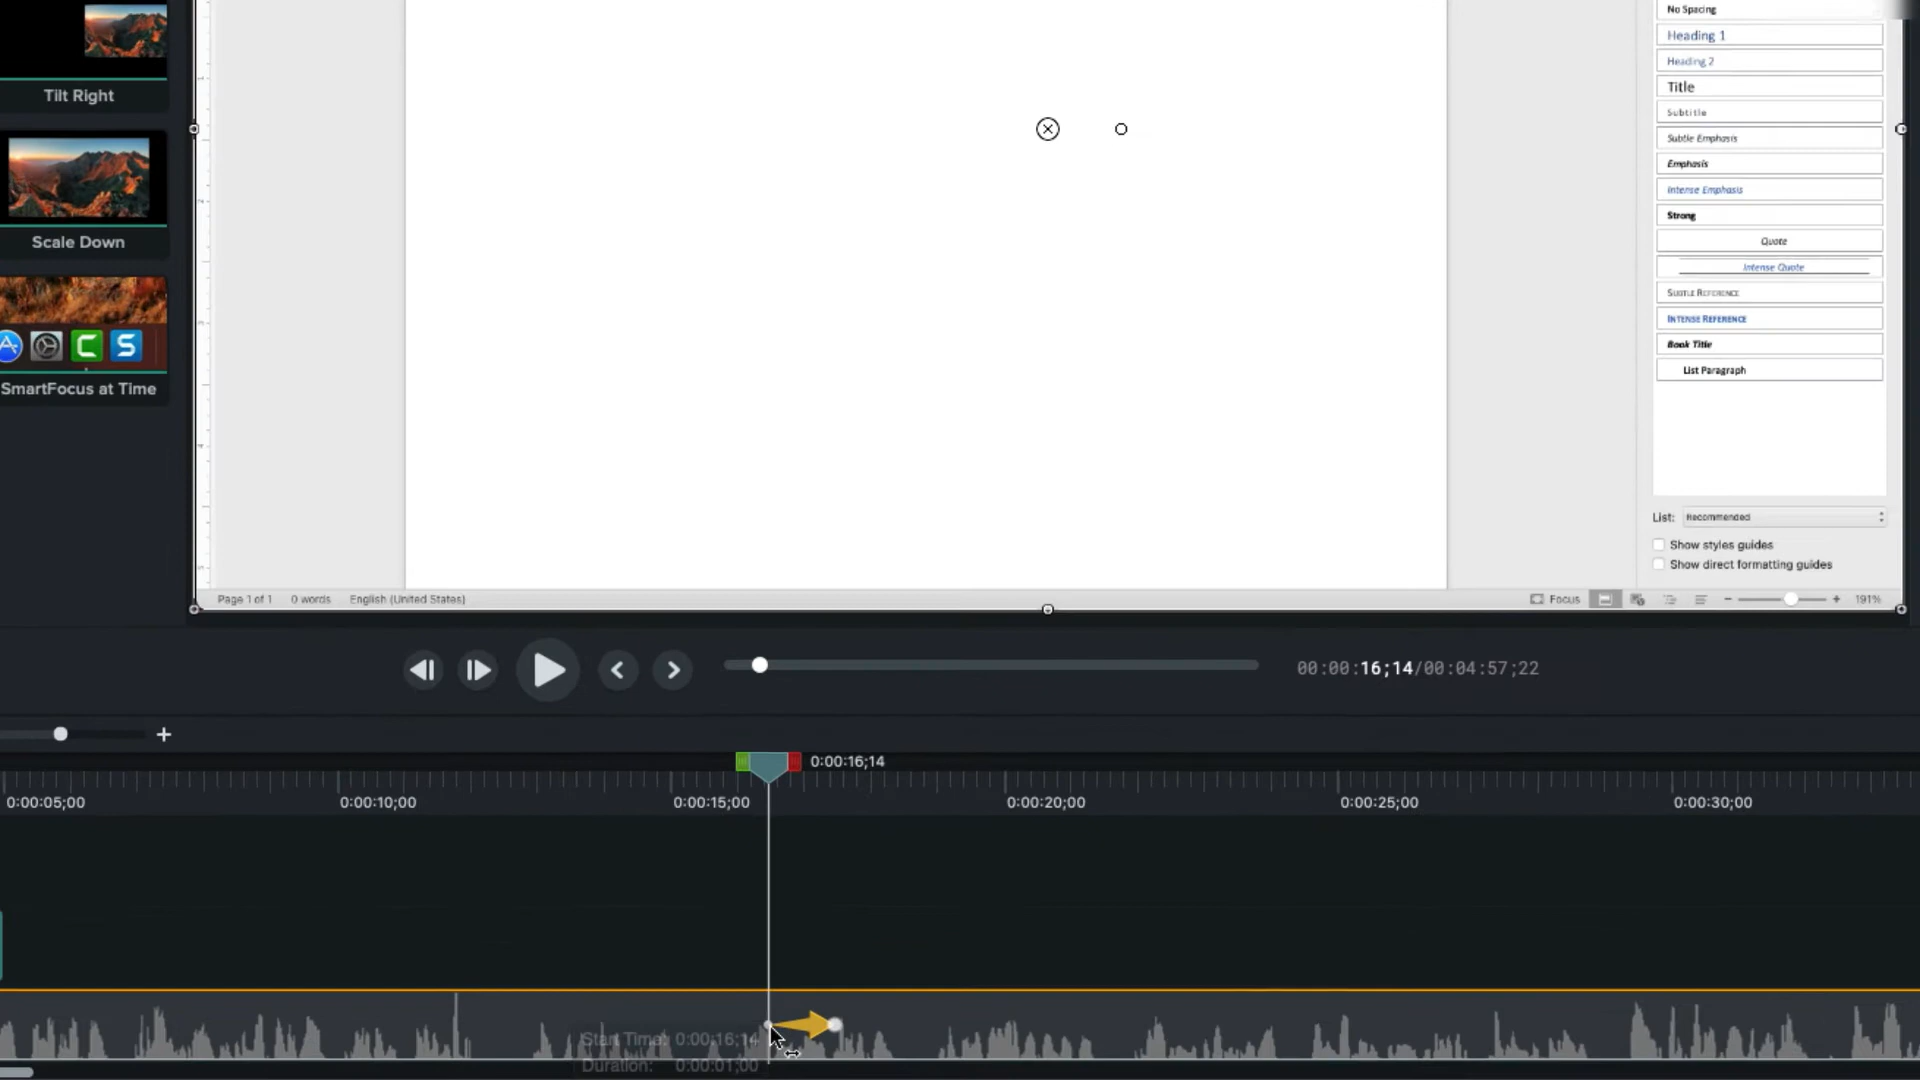 Tilt Right
Scale Down
SmartFocus at Time
No Spacing
Heading 1
Heading 2
Title
Subtitle
Subtle Emphasis
Emphasis
Intense Emphasis
Strong
Quote
Intense Quote
SUBTLE REFERENCE
INTENSE REFERENCE
Book Title
List Paragraph
List: Recommended
Show styles guides
Show direct formatting guides
Page 1 of 1 0 words English (United States)
Focus 191%
00:00:16;14/00:04:57;22
0:00:16;14
0:00:05;00 0:00:10;00 0:00:15;00 0:00:20;00 0:00:25;00 0:00:30;00
Start Time: 0:00:16;14
Duration: 0:00:01;00